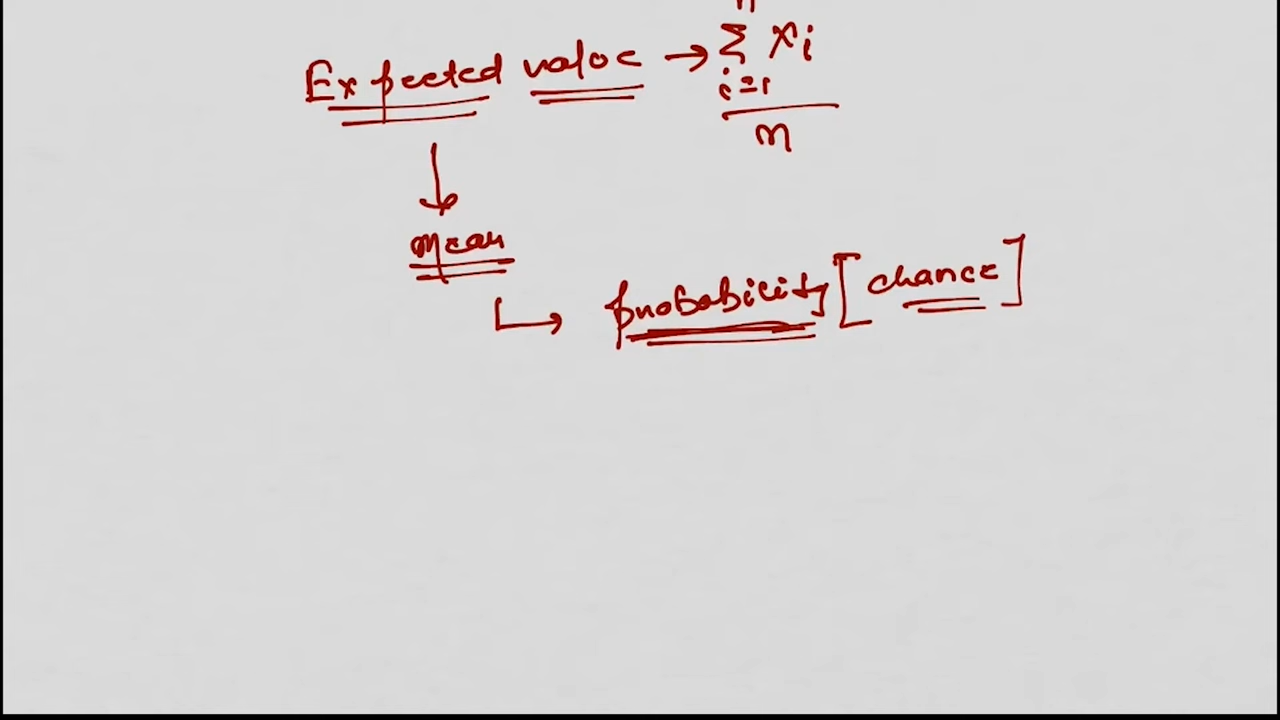 Expected value → n∑i=1 xi / n
↓
mean
↳ probability [chance]